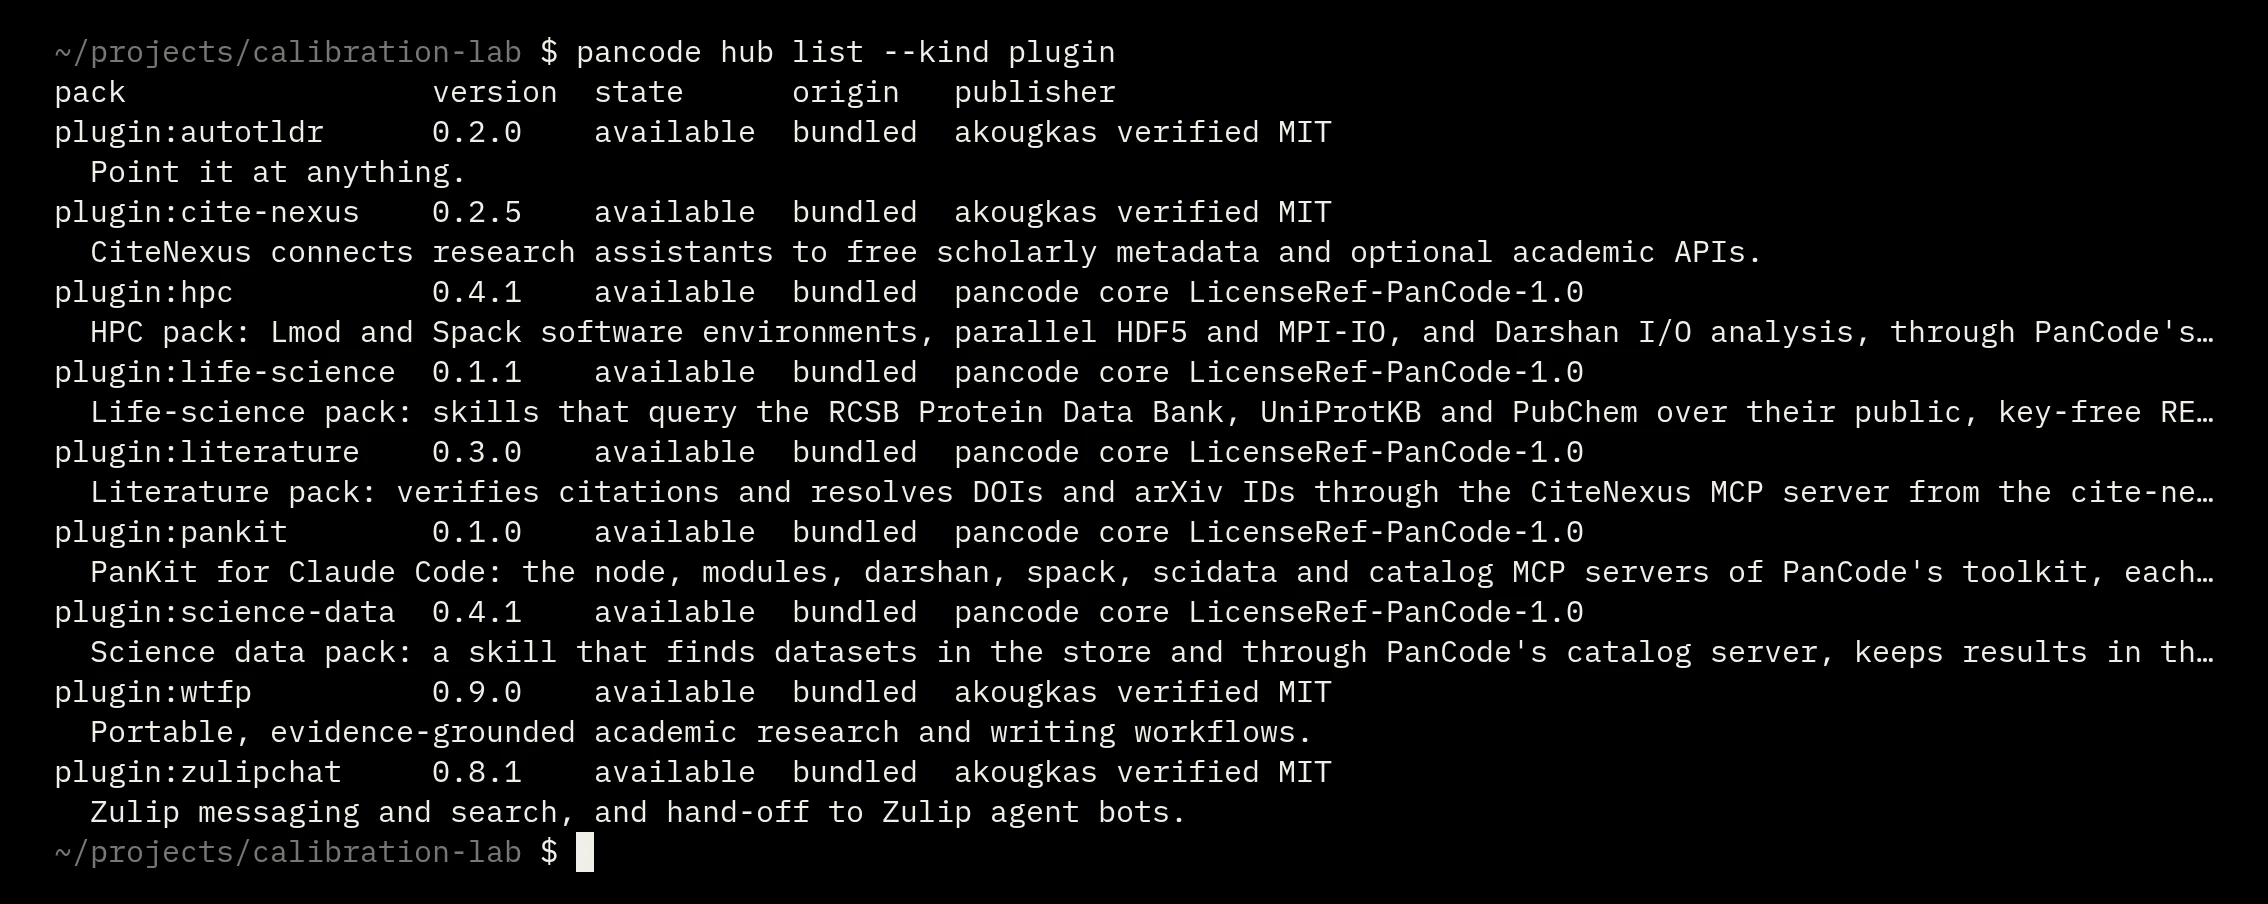 ~/projects/calibration-lab $ pancode hub list --kind plugin
pack                 version  state      origin   publisher
plugin:autotldr      0.2.0    available  bundled  akougkas verified MIT
  Point it at anything.
plugin:cite-nexus    0.2.5    available  bundled  akougkas verified MIT
  CiteNexus connects research assistants to free scholarly metadata and optional academic APIs.
plugin:hpc           0.4.1    available  bundled  pancode core LicenseRef-PanCode-1.0
  HPC pack: Lmod and Spack software environments, parallel HDF5 and MPI-IO, and Darshan I/O analysis, through PanCode's…
plugin:life-science  0.1.1    available  bundled  pancode core LicenseRef-PanCode-1.0
  Life-science pack: skills that query the RCSB Protein Data Bank, UniProtKB and PubChem over their public, key-free RE…
plugin:literature    0.3.0    available  bundled  pancode core LicenseRef-PanCode-1.0
  Literature pack: verifies citations and resolves DOIs and arXiv IDs through the CiteNexus MCP server from the cite-ne…
plugin:pankit        0.1.0    available  bundled  pancode core LicenseRef-PanCode-1.0
  PanKit for Claude Code: the node, modules, darshan, spack, scidata and catalog MCP servers of PanCode's toolkit, each…
plugin:science-data  0.4.1    available  bundled  pancode core LicenseRef-PanCode-1.0
  Science data pack: a skill that finds datasets in the store and through PanCode's catalog server, keeps results in th…
plugin:wtfp          0.9.0    available  bundled  akougkas verified MIT
  Portable, evidence-grounded academic research and writing workflows.
plugin:zulipchat     0.8.1    available  bundled  akougkas verified MIT
  Zulip messaging and search, and hand-off to Zulip agent bots.
~/projects/calibration-lab $